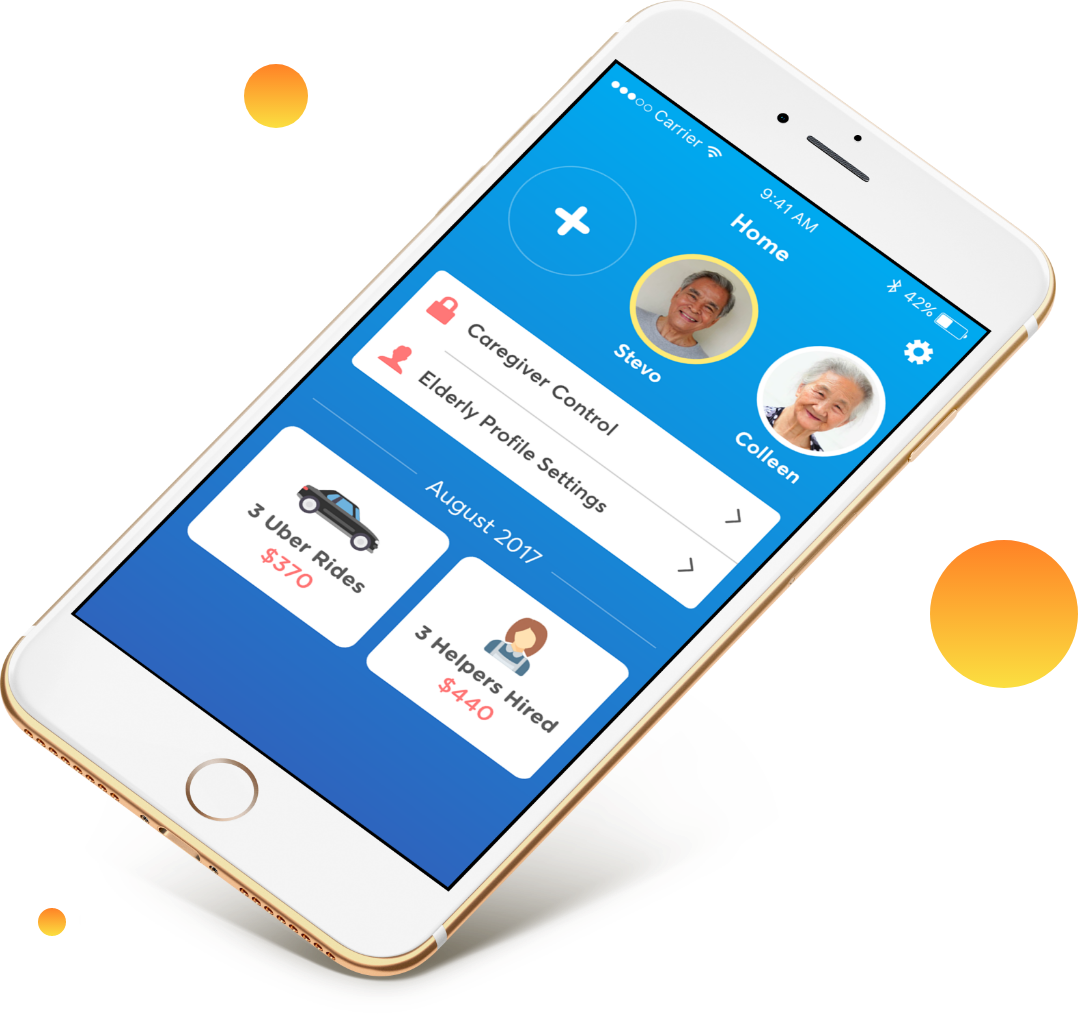 Carrier
9:41 AM
42%
Home
Stevo
Colleen
Caregiver Control
Elderly Profile Settings
August 2017
3 Uber Rides
$370
3 Helpers Hired
$440